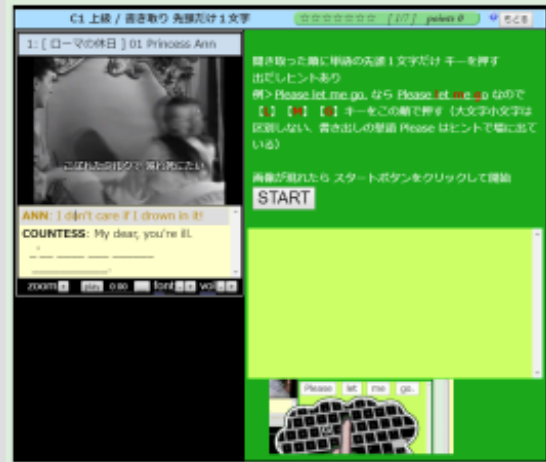 C1 上級 / 書き取り 先頭だけ1文字
☆☆☆☆☆☆☆ [1/7] point 0
もどる
1: [ ローマの休日 ] 01 Princess Ann
ANN: I don't care if I drown in it!
COUNTESS: My dear, you're ill.
zoom + play 0:00 font - + vol - +
聞き取った順に単語の先頭1文字だけ キーを押す
出だしヒントあり
例> Please let me go. なら Please let me go なので
【L】【M】【G】キーをこの順で押す (大文字小文字は
区別しない、書き出しの単語 Please はヒントで場に出て
いる)
画像が現れたら スタートボタンをクリックして開始
START
Please let me go.